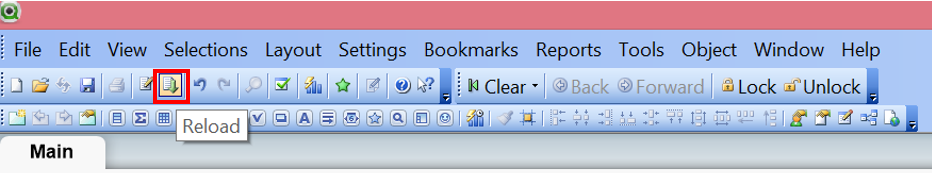 File Edit View Selections Layout Settings Bookmarks Reports Tools Object Window Help
Clear Back Forward Lock Unlock
Reload
Main